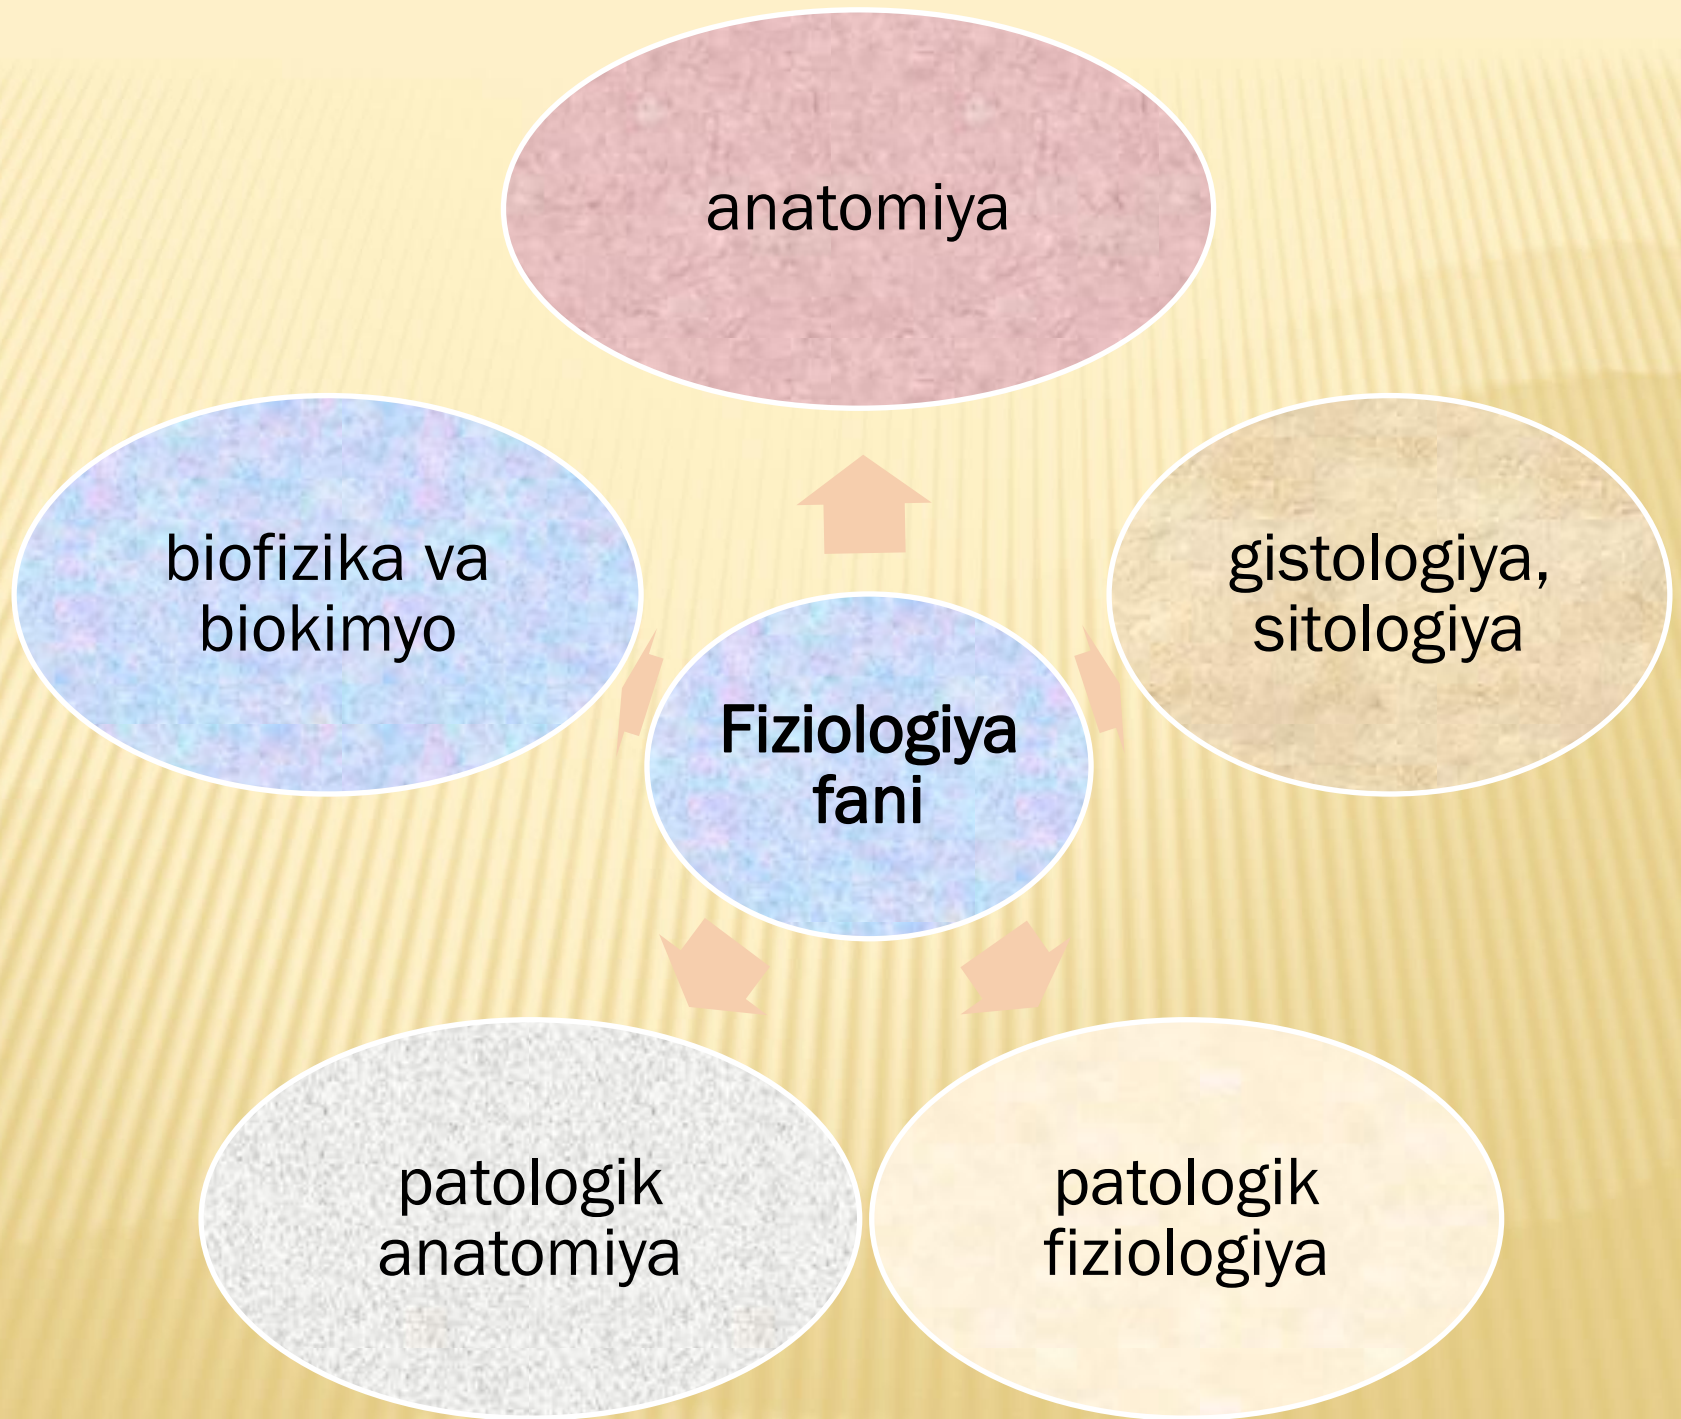 anatomiya
biofizika va
biokimyo
gistologiya,
sitologiya
Fiziologiya
fani
patologik
anatomiya
patologik
fiziologiya